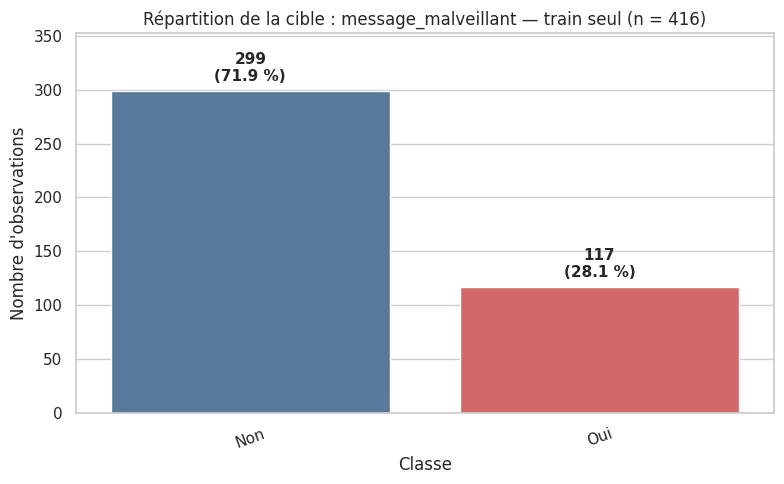 Répartition de la cible : message_malveillant — train seul (n = 416)
Nombre d'observations
350
300
250
200
150
100
50
0
299
(71.9 %)
117
(28.1 %)
Non
Oui
Classe